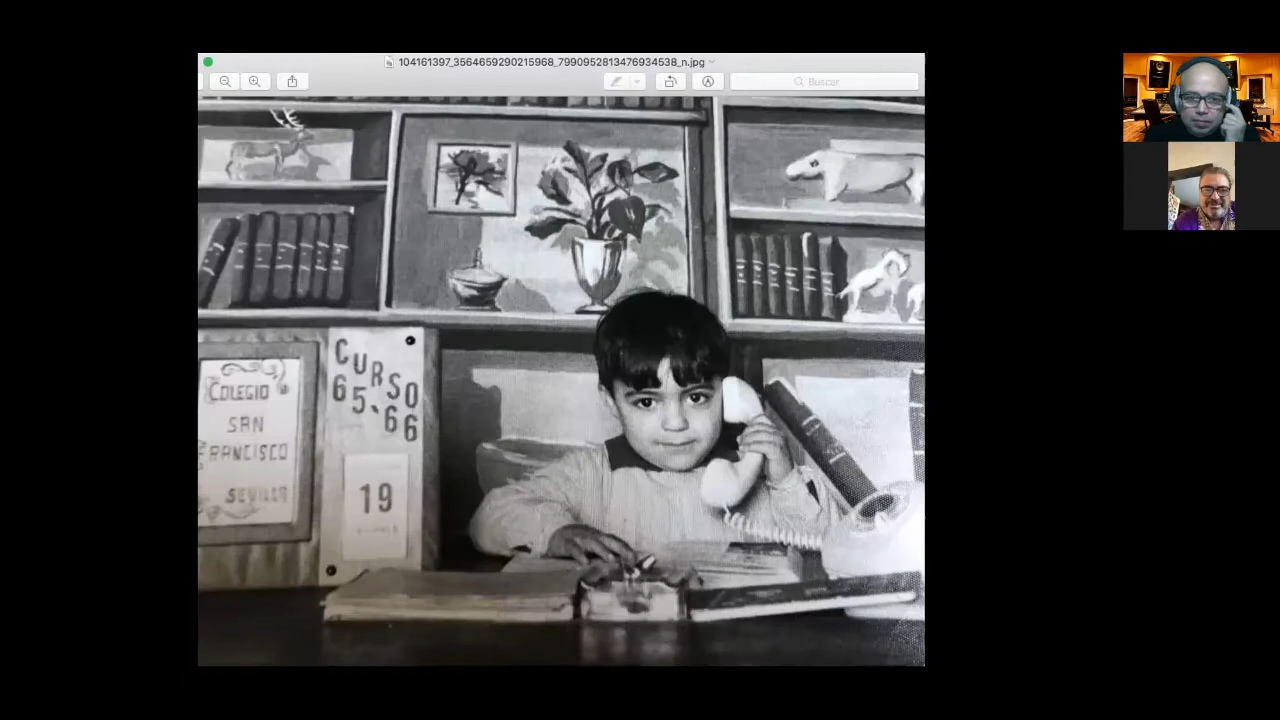 104161397_3564659290215968_7990952813476934538_n.jpg
Buscar
COLEGIO
SAN
FRANCISCO
SEVILLA
CURSO
65-66
19